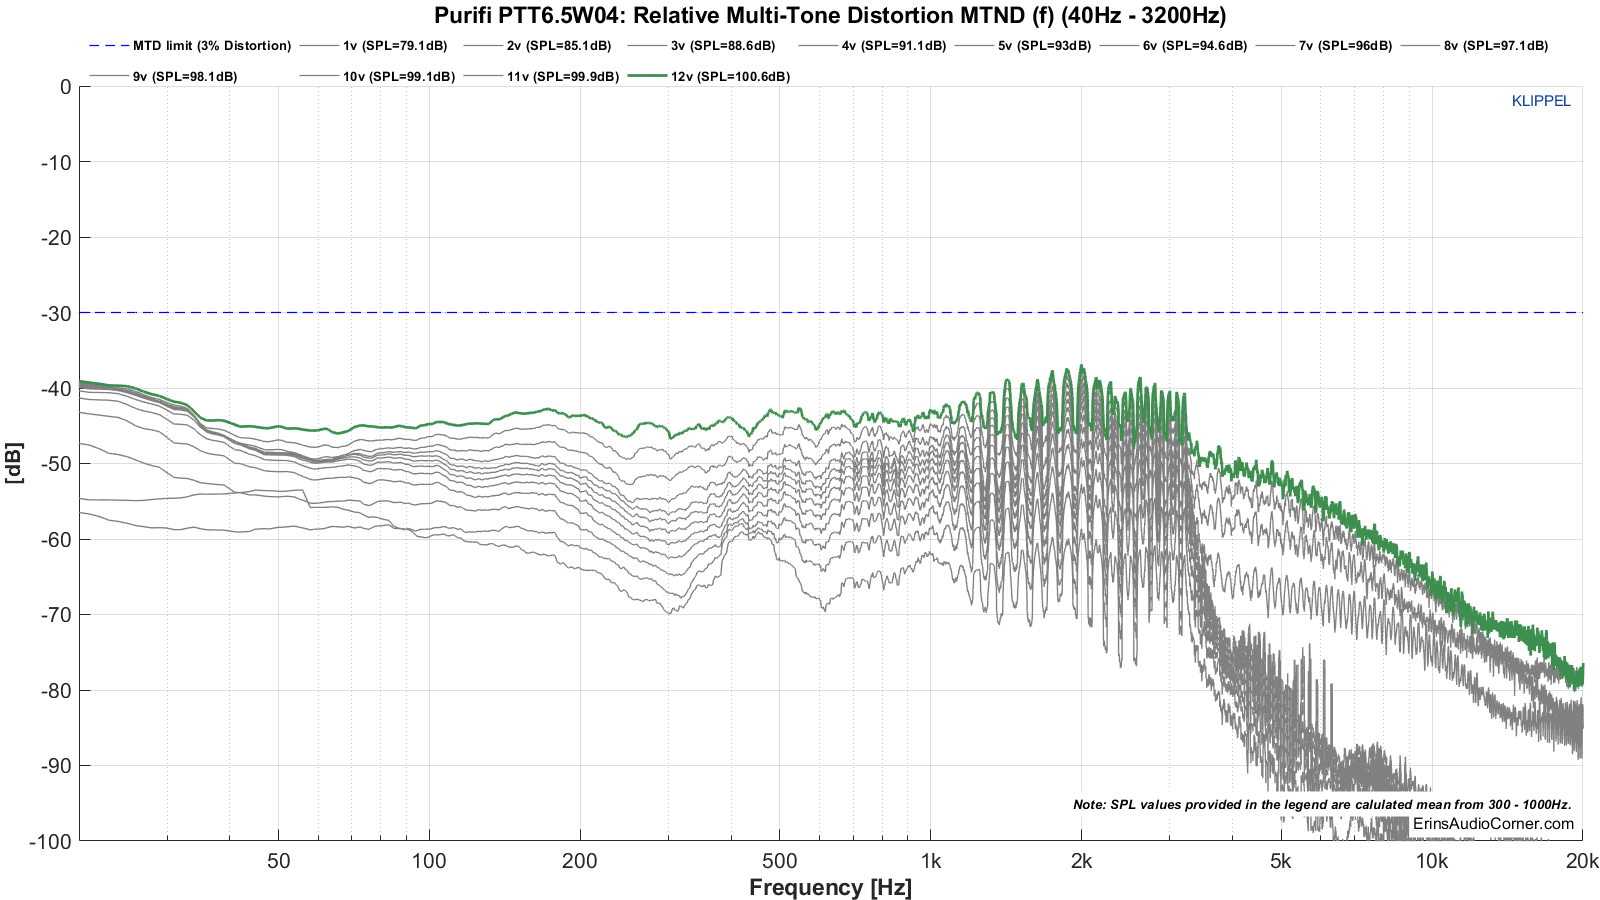 Purifi PTT6.5W04: Relative Multi-Tone Distortion MTND (f) (40Hz - 3200Hz)
MTD limit (3% Distortion) 1v (SPL=79.1dB) 2v (SPL=85.1dB) 3v (SPL=88.6dB) 4v (SPL=91.1dB) 5v (SPL=93dB) 6v (SPL=94.6dB) 7v (SPL=96dB) 8v (SPL=97.1dB)
9v (SPL=98.1dB) 10v (SPL=99.1dB) 11v (SPL=99.9dB) 12v (SPL=100.6dB)
KLIPPEL
0
-10
-20
-30
-40
-50
-60
-70
-80
-90
-100
[dB]
Note: SPL values provided in the legend are calulated mean from 300 - 1000Hz.
ErinsAudioCorner.com
50 100 200 500 1k 2k 5k 10k 20k
Frequency [Hz]